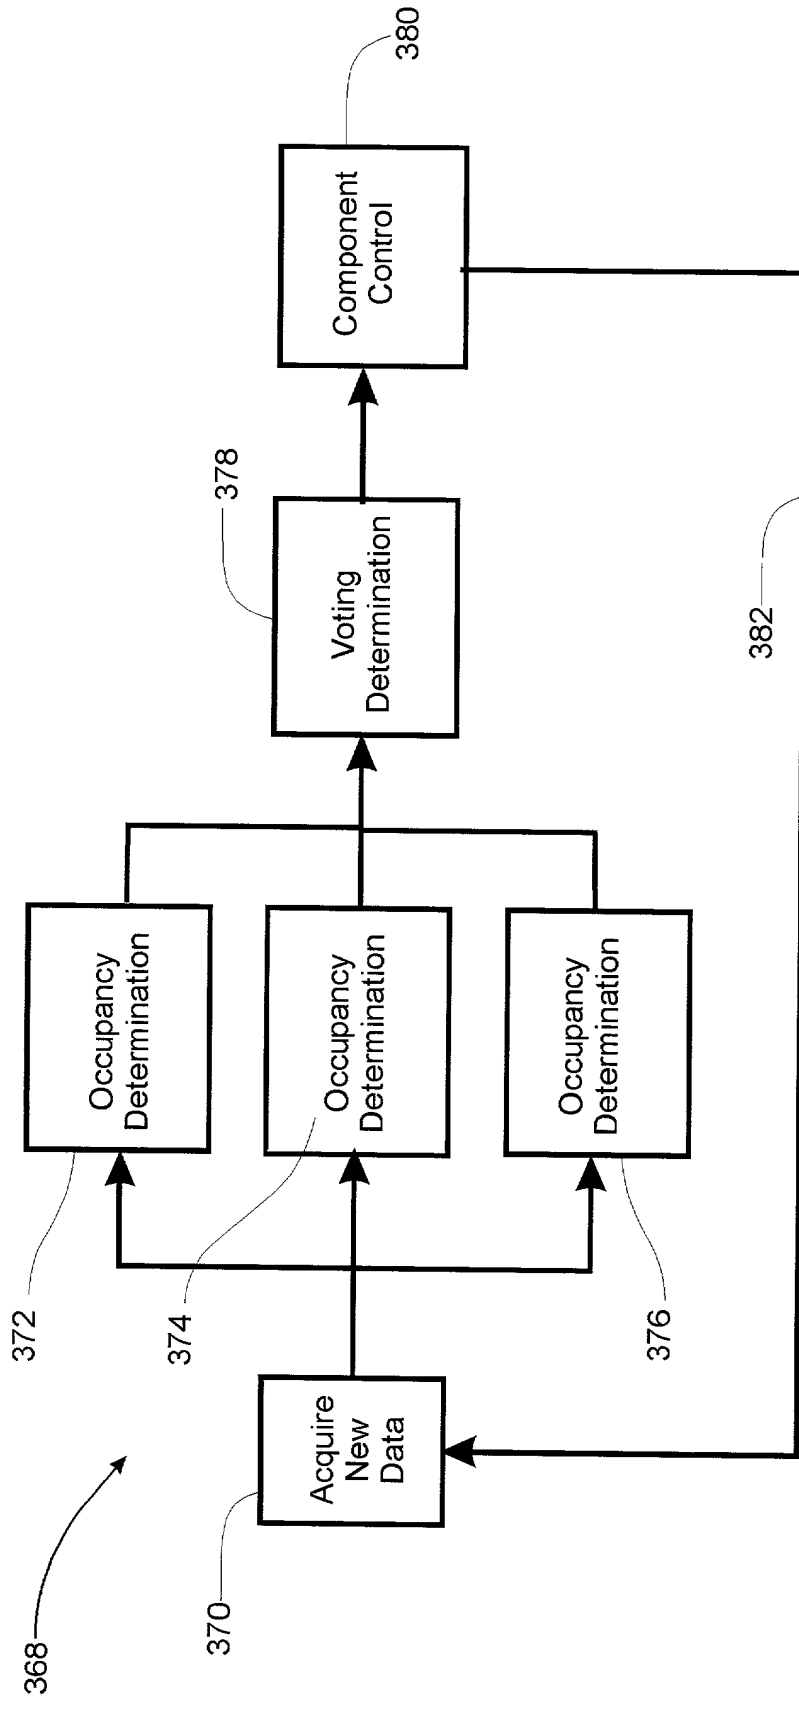 368
370
Acquire
New
Data
372
Occupancy
Determination
374
Occupancy
Determination
376
Occupancy
Determination
378
Voting
Determination
380
Component
Control
382